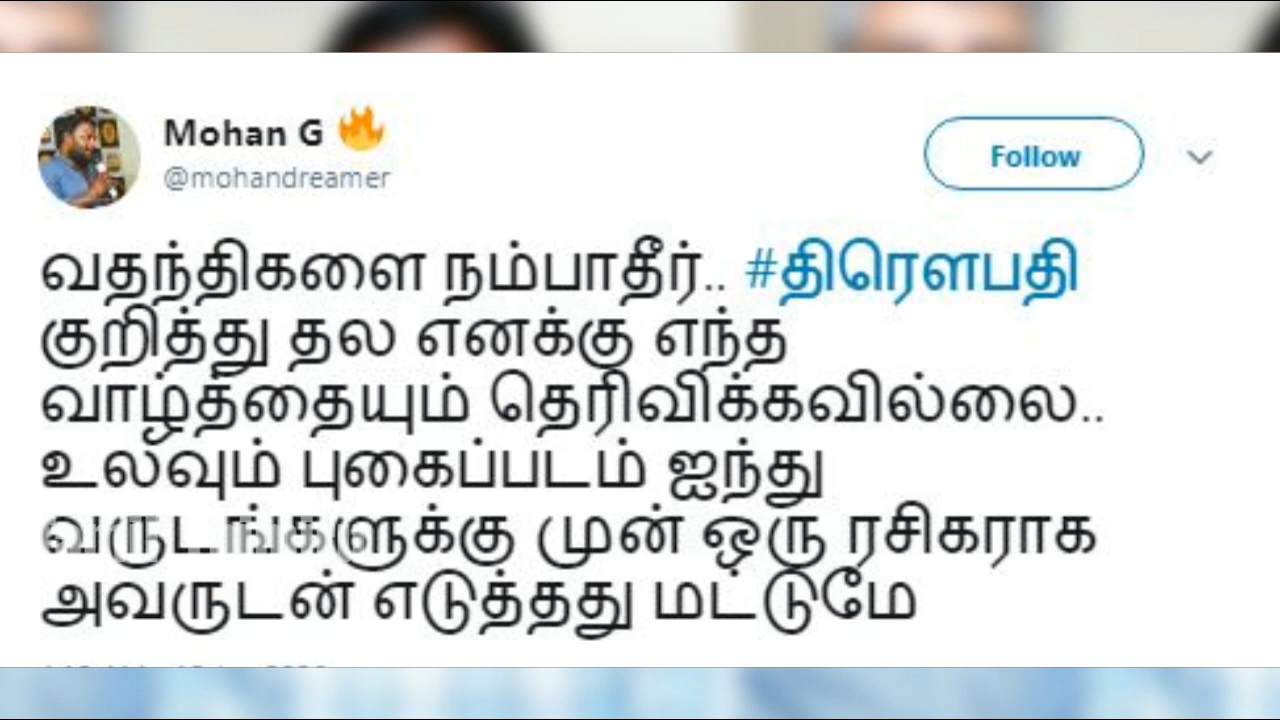 Mohan G 🔥
@mohandreamer
Follow
வதந்திகளை நம்பாதீர்.. #திரௌபதி
குறித்து தல எனக்கு எந்த
வாழ்த்தையும் தெரிவிக்கவில்லை..
உலவும் புகைப்படம் ஐந்து
வருடங்களுக்கு முன் ஒரு ரசிகராக
அவருடன் எடுத்தது மட்டுமே